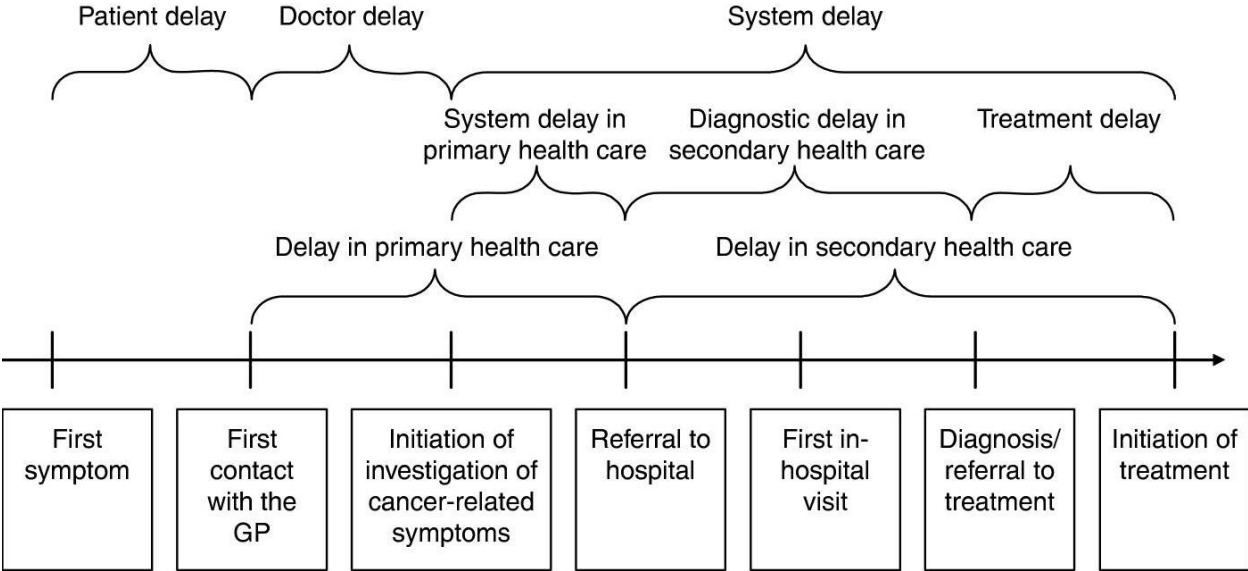 Patient delay
Doctor delay
System delay
System delay in
primary health care
Diagnostic delay in
secondary health care
Treatment delay
Delay in primary health care
Delay in secondary health care
First
symptom
First
contact
with the
GP
Initiation of
investigation of
cancer-related
symptoms
Referral to
hospital
First in-
hospital
visit
Diagnosis/
referral to
treatment
Initiation of
treatment